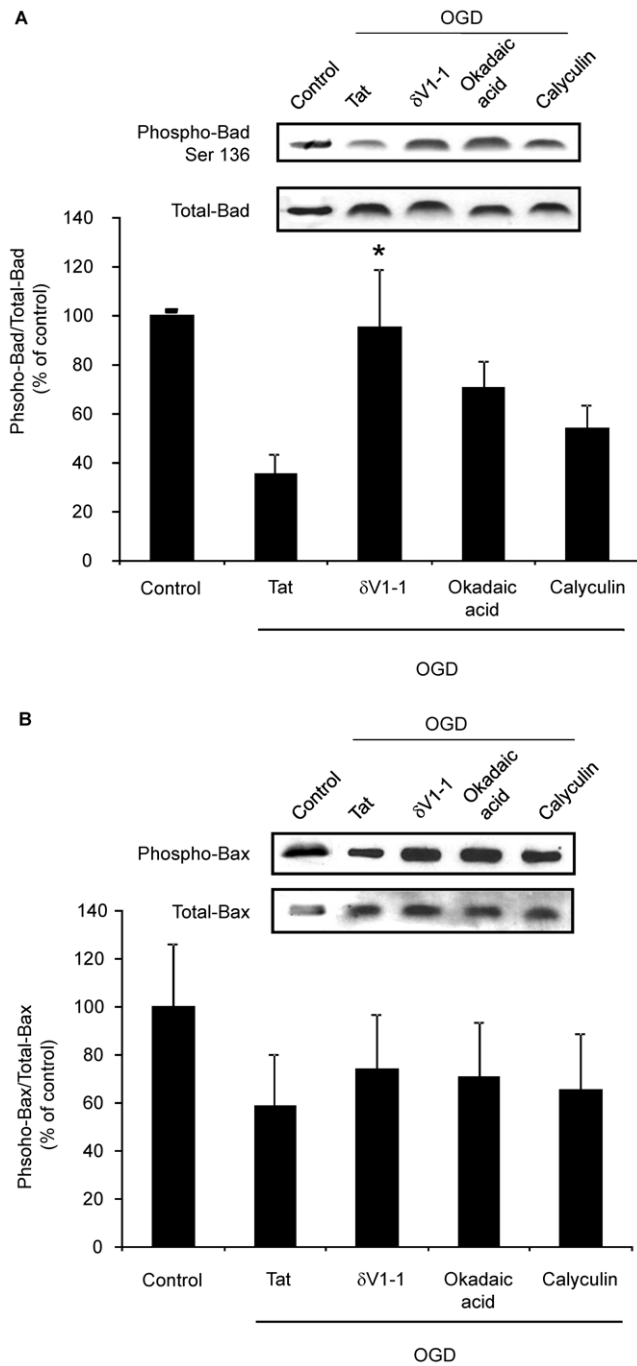 A
OGD
Control
Tat
δV1-1
Okadaic
acid
Calyculin
Phospho-Bad
Ser 136
Total-Bad
Phsoho-Bad/Total-Bad
(% of control)
140
120
100
80
60
40
20
0
*
Control
Tat
δV1-1
Okadaic
acid
Calyculin
OGD
B
OGD
Control
Tat
δV1-1
Okadaic
acid
Calyculin
Phospho-Bax
Total-Bax
Phsoho-Bax/Total-Bax
(% of control)
140
120
100
80
60
40
20
0
Control
Tat
δV1-1
Okadaic
acid
Calyculin
OGD